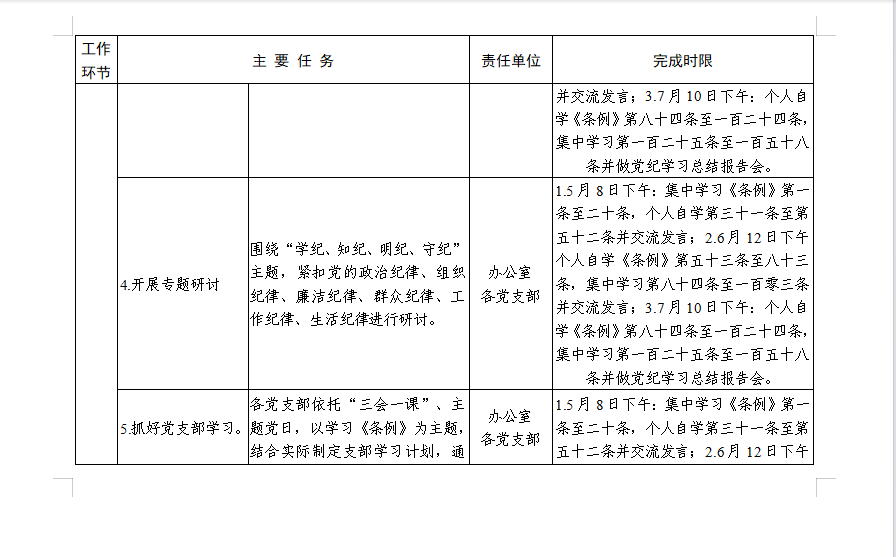 工作
环节
主 要 任 务
责任单位
完成时限
并交流发言；3.7月10日下午：个人自
学《条例》第八十四条至一百二十四条，
集中学习第一百二十五条至一百五十八
条并做党纪学习总结报告会。
4.开展专题研讨
围绕“学纪、知纪、明纪、守纪”
主题，紧扣党的政治纪律、组织
纪律、廉洁纪律、群众纪律、工
作纪律、生活纪律进行研讨。
办公室
各党支部
1.5月8日下午：集中学习《条例》第一
条至二十条，个人自学第三十一条至第
五十二条并交流发言；2.6月12日下午
个人自学《条例》第五十三条至八十三
条，集中学习第八十四条至一百零三条
并交流发言；3.7月10日下午：个人自
学《条例》第八十四条至一百二十四条，
集中学习第一百二十五条至一百五十八
条并做党纪学习总结报告会。
5.抓好党支部学习。
各党支部依托“三会一课”、主
题党日，以学习《条例》为主题，
结合实际制定支部学习计划，通
办公室
各党支部
1.5月8日下午：集中学习《条例》第一
条至二十条，个人自学第三十一条至第
五十二条并交流发言；2.6月12日下午